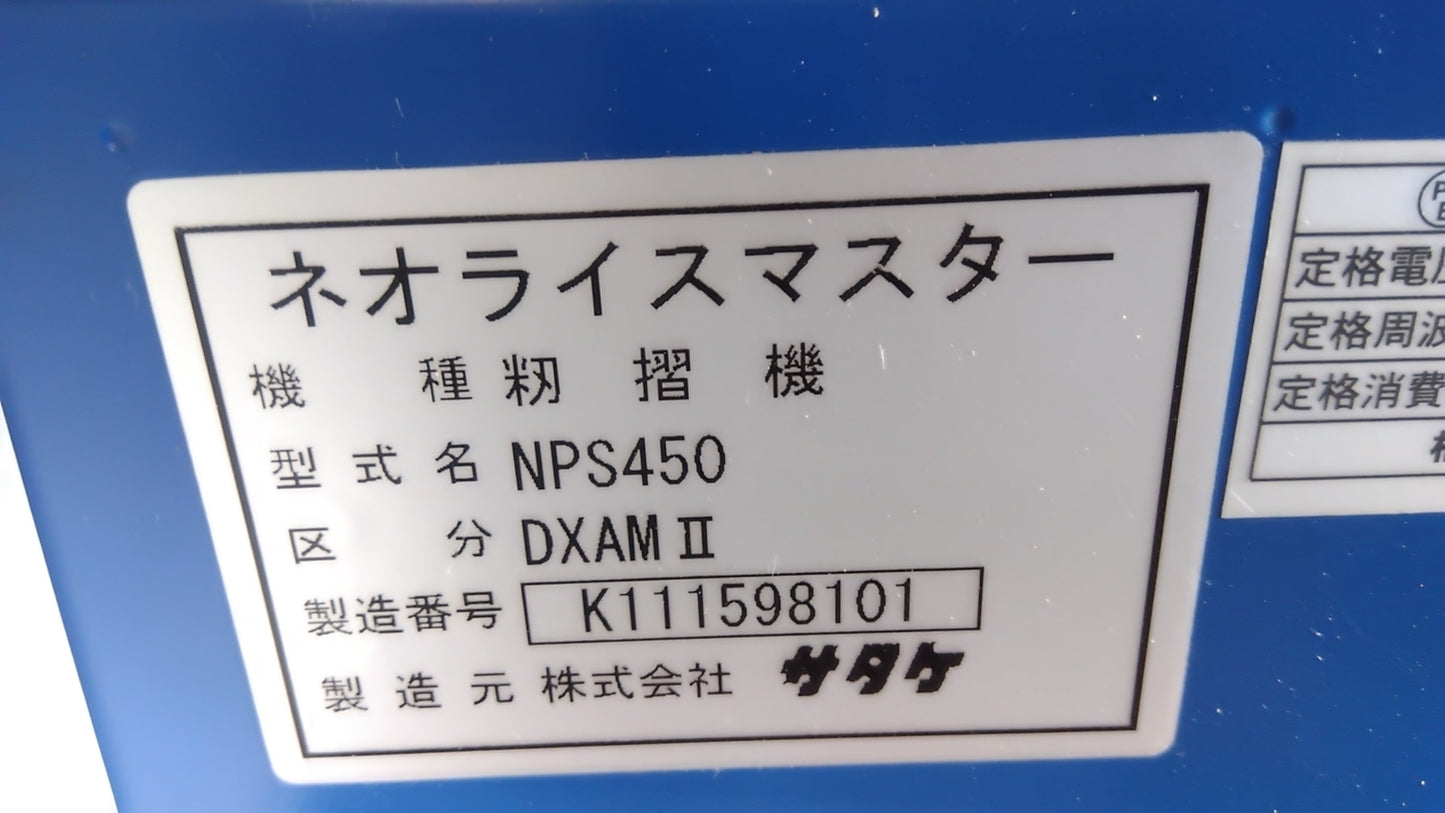 ネオライスマスター
機種 籾摺機
型式名 NPS450
区分 DXAMⅡ
製造番号 K111598101
製造元 株式会社 サタケ
定格電圧
定格周波
定格消費